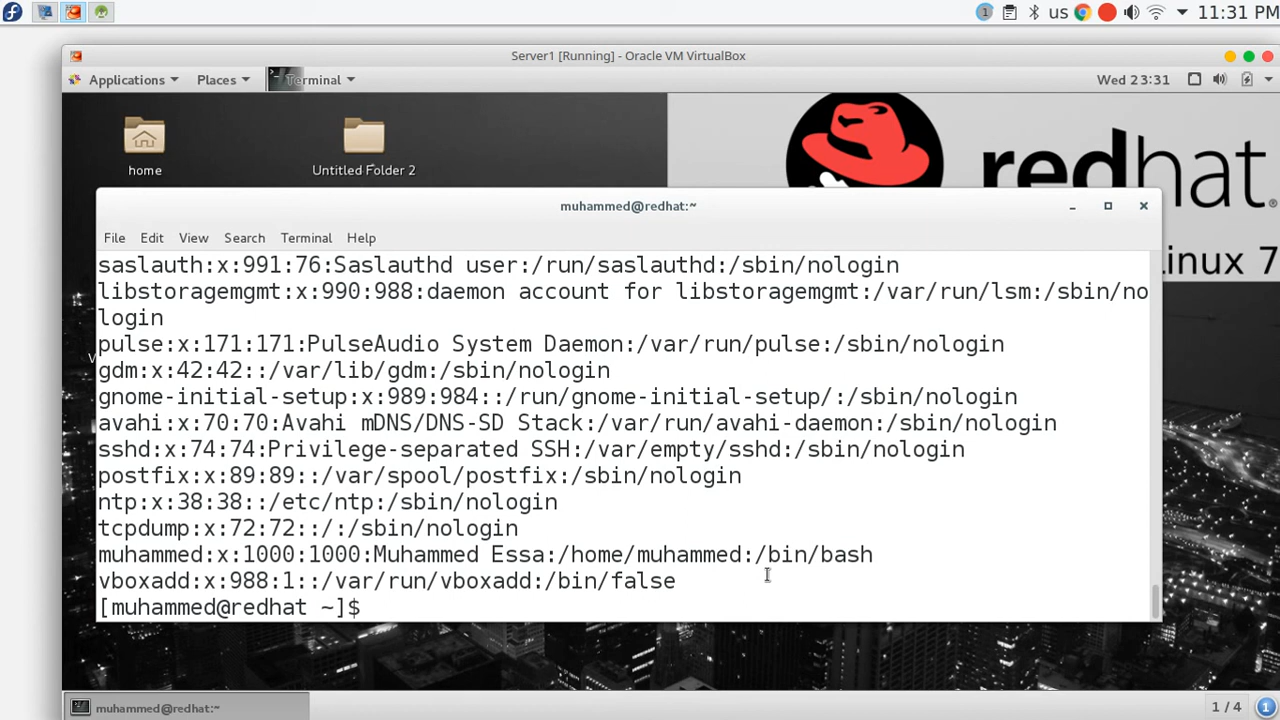 us 11:31 PM
Server1 [Running] - Oracle VM VirtualBox
Applications Places Terminal Wed 23:31
home
Untitled Folder 2
redhat
inux 7
muhammed@redhat:~
File Edit View Search Terminal Help
saslauth:x:991:76:Saslauthd user:/run/saslauthd:/sbin/nologin
libstoragemgmt:x:990:988:daemon account for libstoragemgmt:/var/run/lsm:/sbin/no
login
pulse:x:171:171:PulseAudio System Daemon:/var/run/pulse:/sbin/nologin
gdm:x:42:42::/var/lib/gdm:/sbin/nologin
gnome-initial-setup:x:989:984::/run/gnome-initial-setup/:/sbin/nologin
avahi:x:70:70:Avahi mDNS/DNS-SD Stack:/var/run/avahi-daemon:/sbin/nologin
sshd:x:74:74:Privilege-separated SSH:/var/empty/sshd:/sbin/nologin
postfix:x:89:89::/var/spool/postfix:/sbin/nologin
ntp:x:38:38::/etc/ntp:/sbin/nologin
tcpdump:x:72:72::/:/sbin/nologin
muhammed:x:1000:1000:Muhammed Essa:/home/muhammed:/bin/bash
vboxadd:x:988:1::/var/run/vboxadd:/bin/false
[muhammed@redhat ~]$
muhammed@redhat:~
1 / 4 1